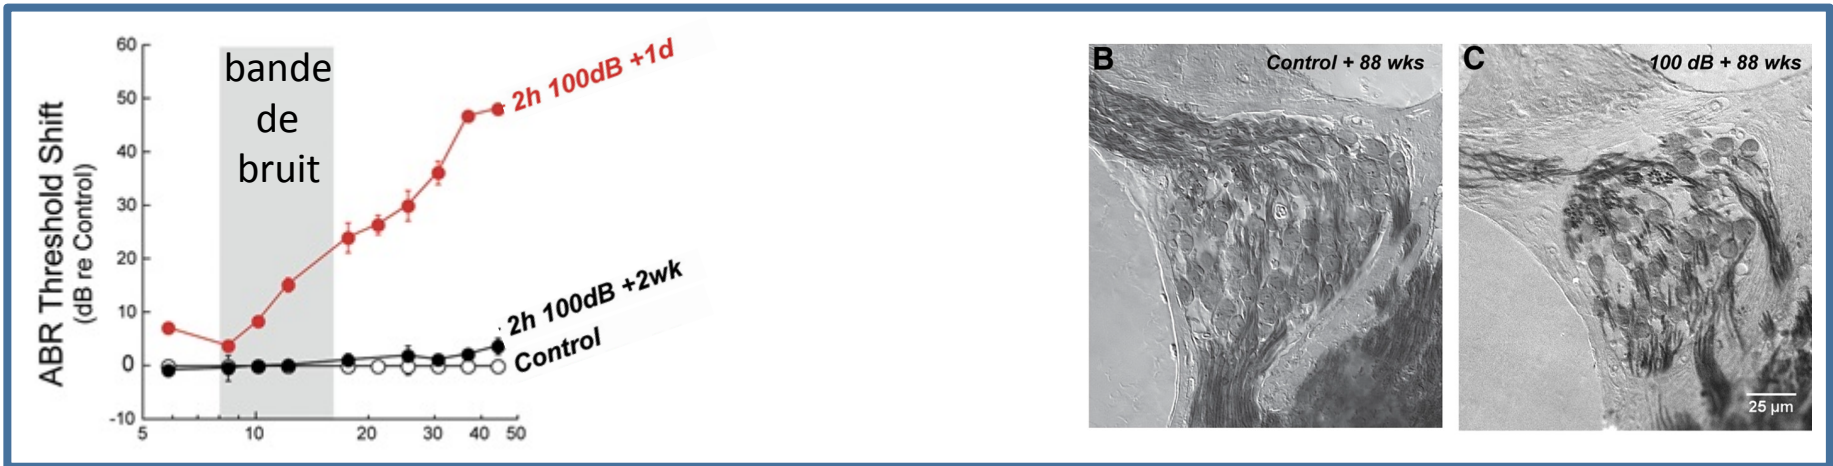 ABR Threshold Shift
(dB re Control)
60
50
40
30
20
10
0
-10
5
10
20
30
40
50
bande
de
bruit
2h 100dB +1d
2h 100dB +2wk
Control
B
Control + 88 wks
C
100 dB + 88 wks
25 µm